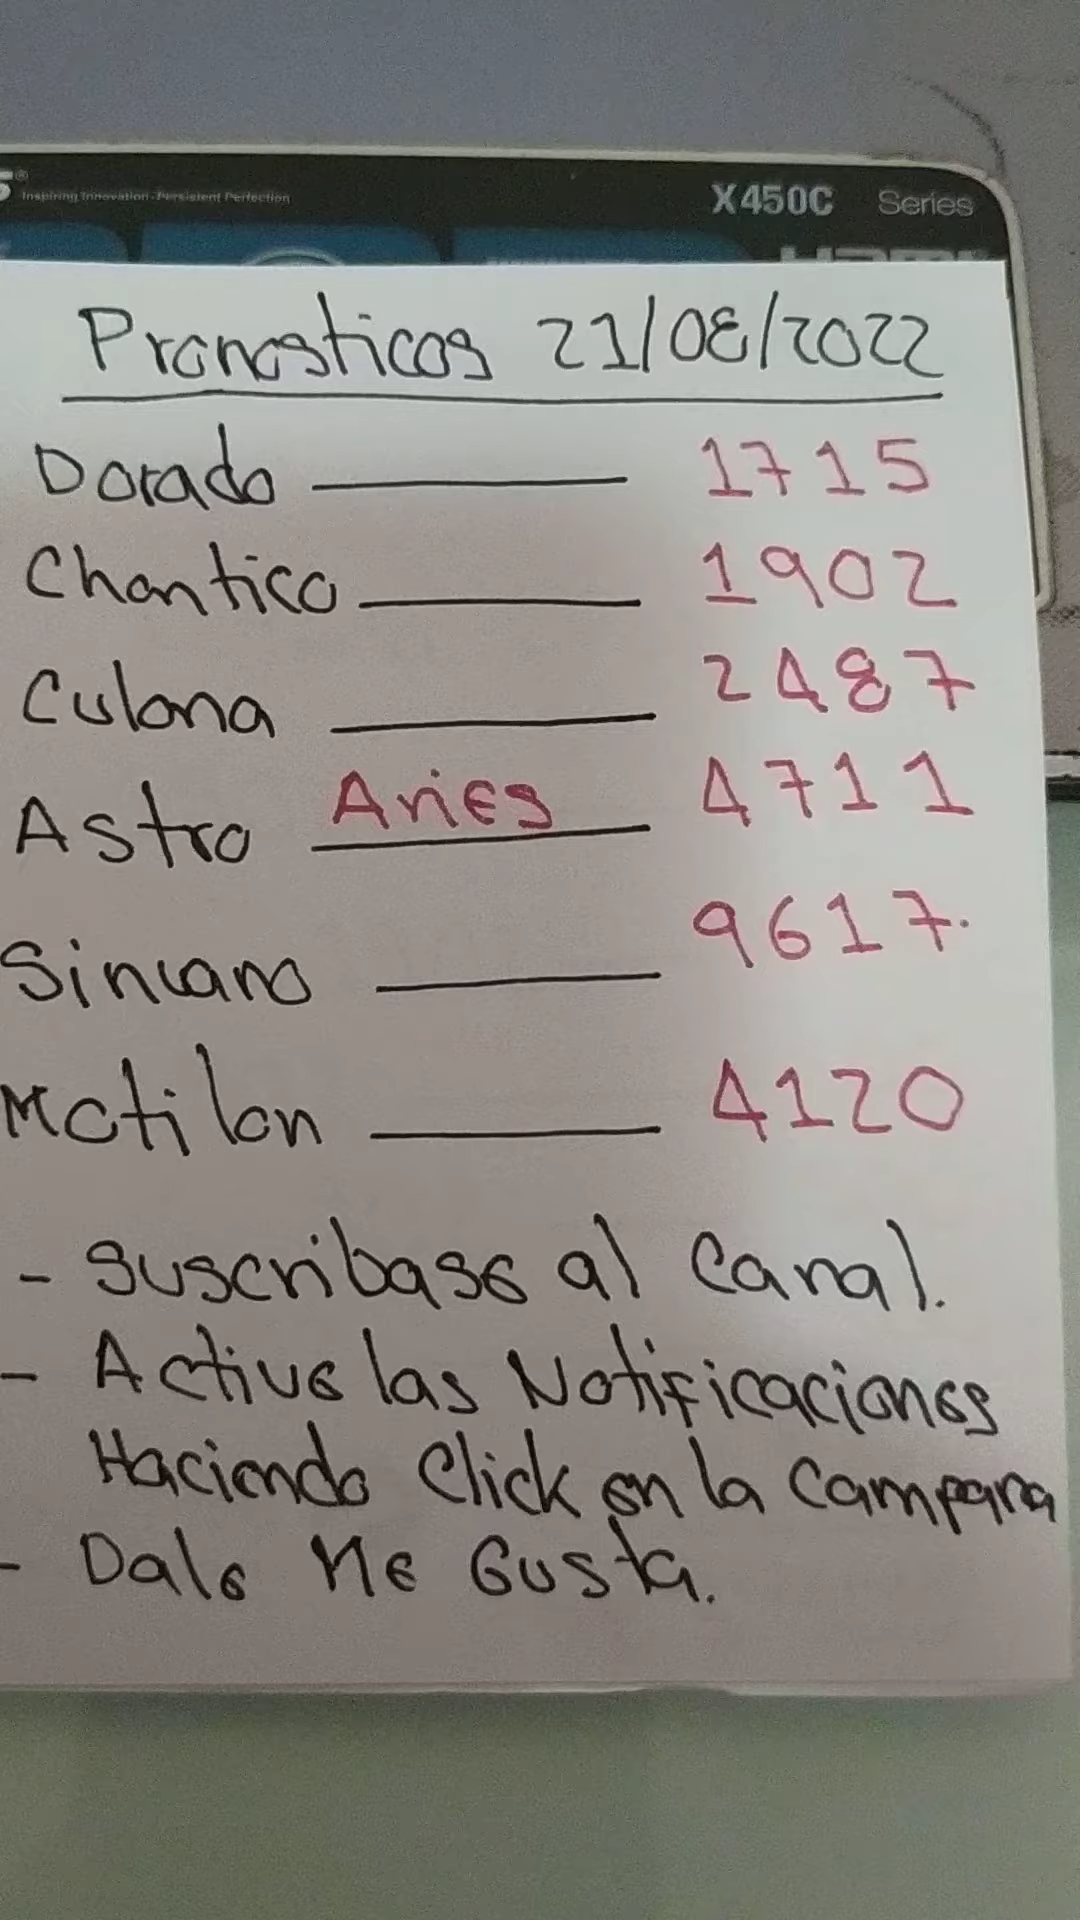 Inspiring Innovation · Persistent Perfection
X450C Series
Pronosticos 21/08/2022
Dorado 1715
Chontico 1902
Culona 2487
Astro Aries 4711
Sinuano 9617.
Motilon 4120
- Suscribase al Canal.
- Active las Notificaciones
Haciendo Click en la Campana
- Dale Me Gusta.